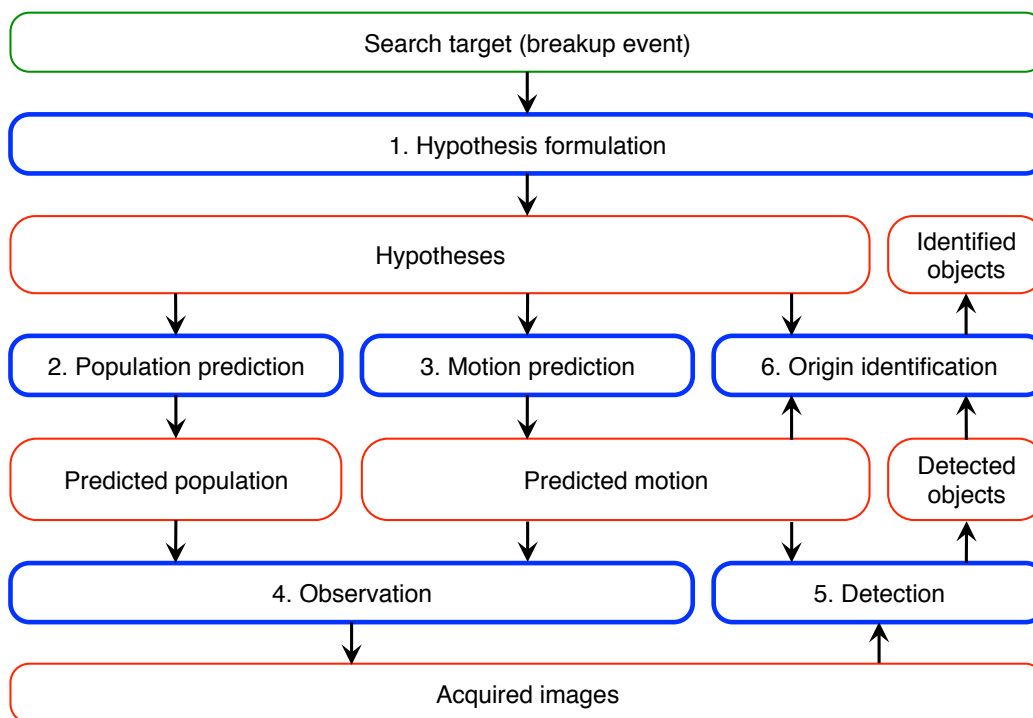 Search target (breakup event)
1. Hypothesis formulation
Hypotheses
Identified
objects
2. Population prediction
3. Motion prediction
6. Origin identification
Predicted population
Predicted motion
Detected
objects
4. Observation
5. Detection
Acquired images